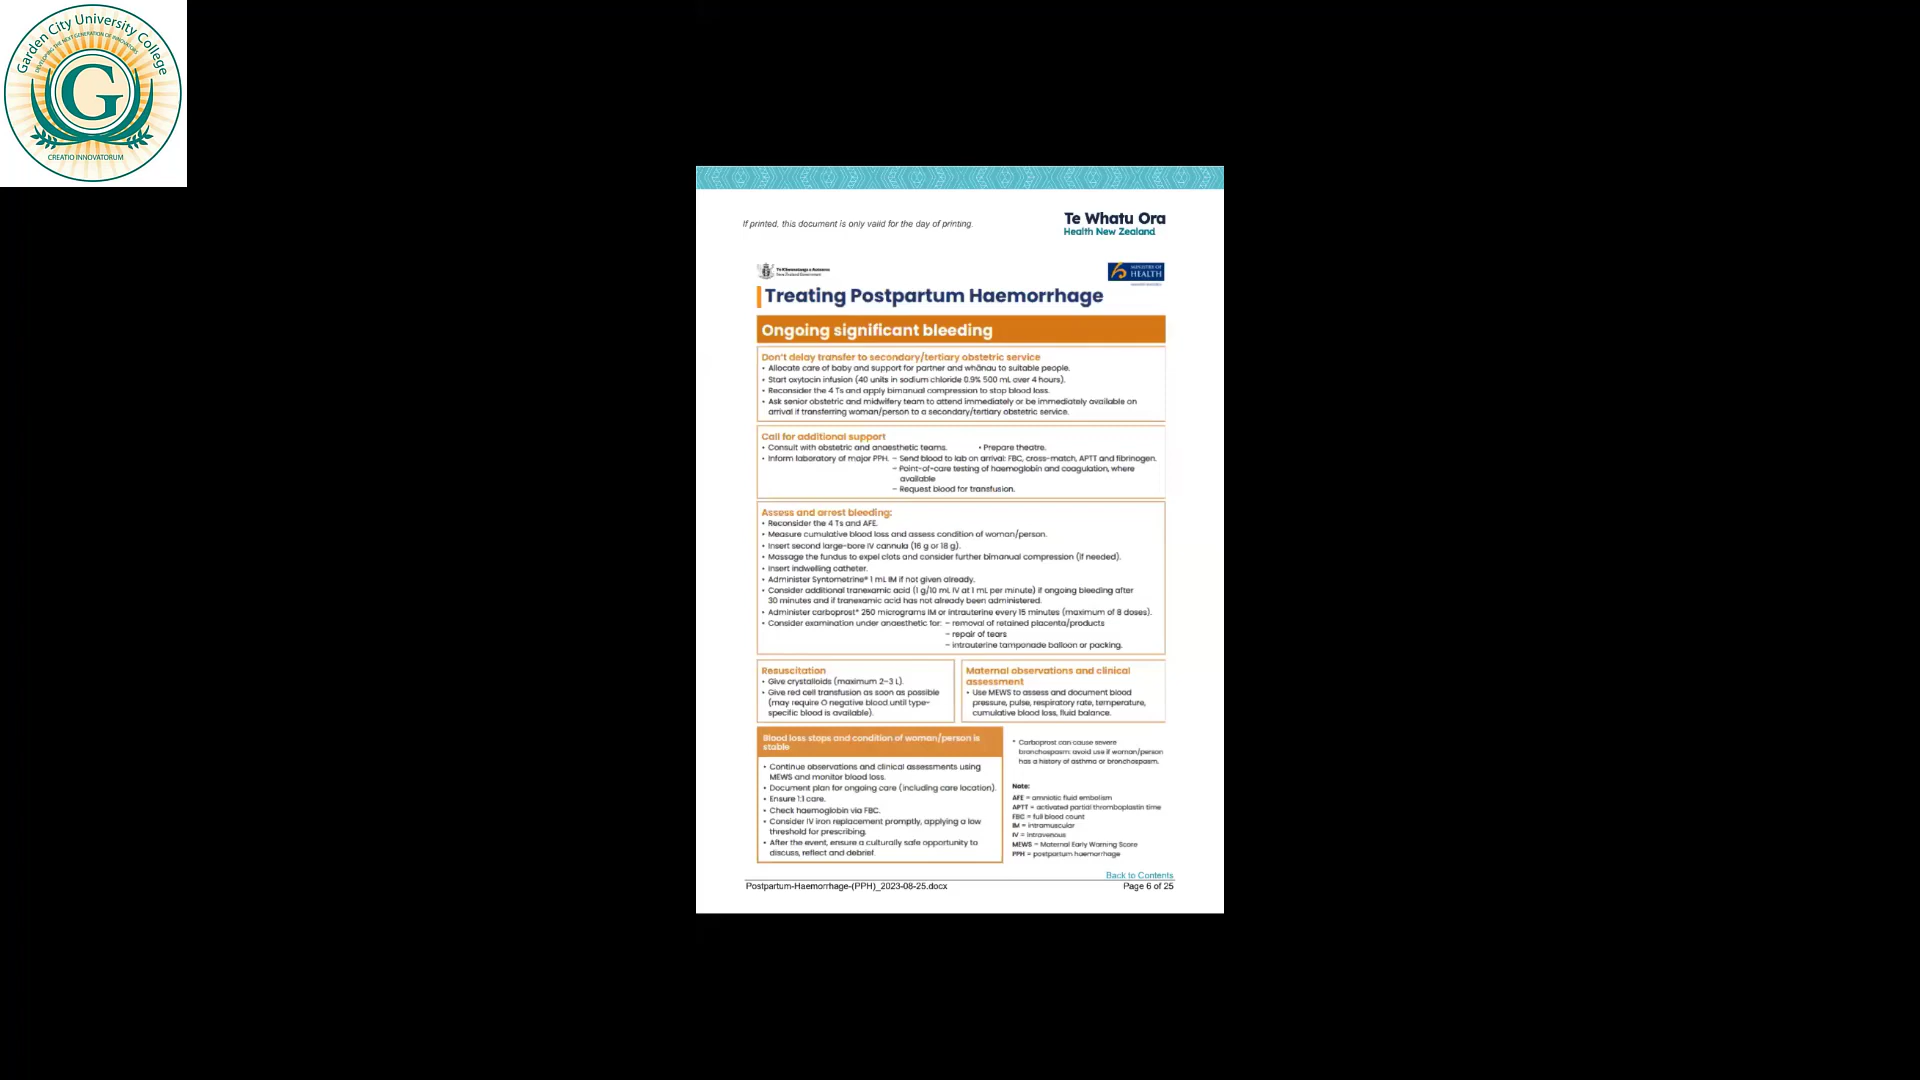 Garden City University College
DEVELOPING THE NEXT GENERATION OF INNOVATORS
G
CREATIO INNOVATORUM
If printed, this document is only valid for the day of printing.
Te Whatu Ora
Health New Zealand
Te Kāwanatanga o Aotearoa
New Zealand Government
MINISTRY OF
HEALTH
Treating Postpartum Haemorrhage
Ongoing significant bleeding
Don't delay transfer to secondary/tertiary obstetric service
• Allocate care of baby and support for partner and whānau to suitable people.
• Start oxytocin infusion (40 units in sodium chloride 0.9% 500 mL over 4 hours).
• Reconsider the 4 Ts and apply bimanual compression to stop blood loss.
• Ask senior obstetric and midwifery team to attend immediately or be immediately available on
arrival if transferring woman/person to a secondary/tertiary obstetric service.
Call for additional support
• Consult with obstetric and anaesthetic teams. • Prepare theatre.
• Inform laboratory of major PPH. – Send blood to lab on arrival: FBC, cross-match, APTT and fibrinogen.
– Point-of-care testing of haemoglobin and coagulation, where
available
– Request blood for transfusion.
Assess and arrest bleeding:
• Reconsider the 4 Ts and AFE.
• Measure cumulative blood loss and assess condition of woman/person.
• Insert second large-bore IV cannula (16 g or 18 g).
• Massage the fundus to expel clots and consider further bimanual compression (if needed).
• Insert indwelling catheter.
• Administer Syntometrine® 1 mL IM if not given already.
• Consider additional tranexamic acid (1 g/10 mL IV at 1 mL per minute) if ongoing bleeding after
30 minutes and if tranexamic acid has not already been administered.
• Administer carboprost* 250 micrograms IM or intrauterine every 15 minutes (maximum of 8 doses).
• Consider examination under anaesthetic for: – removal of retained placenta/products
– repair of tears
– intrauterine tamponade balloon or packing.
Resuscitation
• Give crystalloids (maximum 2–3 L).
• Give red cell transfusion as soon as possible
(may require O negative blood until type-
specific blood is available).
Maternal observations and clinical
assessment
• Use MEWS to assess and document blood
pressure, pulse, respiratory rate, temperature,
cumulative blood loss, fluid balance.
Blood loss stops and condition of woman/person is
stable
• Continue observations and clinical assessments using
MEWS and monitor blood loss.
• Document plan for ongoing care (including care location).
• Ensure 1:1 care.
• Check haemoglobin via FBC.
• Consider IV iron replacement promptly, applying a low
threshold for prescribing.
• After the event, ensure a culturally safe opportunity to
discuss, reflect and debrief.
* Carboprost can cause severe
bronchospasm: avoid use if woman/person
has a history of asthma or bronchospasm.
Note:
AFE = amniotic fluid embolism
APTT = activated partial thromboplastin time
FBC = full blood count
IM = intramuscular
IV = intravenous
MEWS = Maternal Early Warning Score
PPH = postpartum haemorrhage
Back to Contents
Postpartum-Haemorrhage-(PPH)_2023-08-25.docx
Page 6 of 25